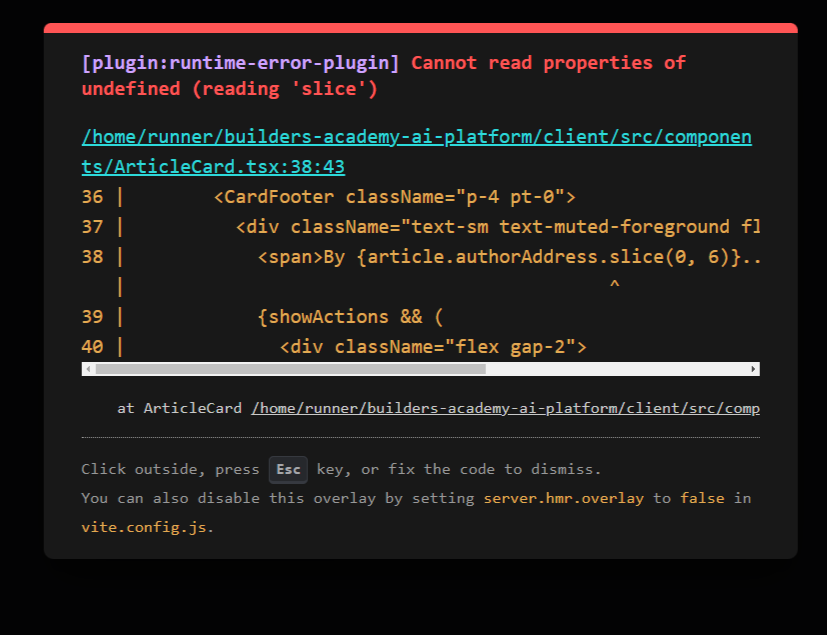 [plugin:runtime-error-plugin] Cannot read properties of
undefined (reading 'slice')
/home/runner/builders-academy-ai-platform/client/src/componen
ts/ArticleCard.tsx:38:43
36 |        <CardFooter className="p-4 pt-0">
37 |          <div className="text-sm text-muted-foreground fl
38 |            <span>By {article.authorAddress.slice(0, 6)}..
   |                                            ^
39 |            {showActions && (
40 |              <div className="flex gap-2">
at ArticleCard /home/runner/builders-academy-ai-platform/client/src/comp
Click outside, press Esc key, or fix the code to dismiss.
You can also disable this overlay by setting server.hmr.overlay to false in
vite.config.js.